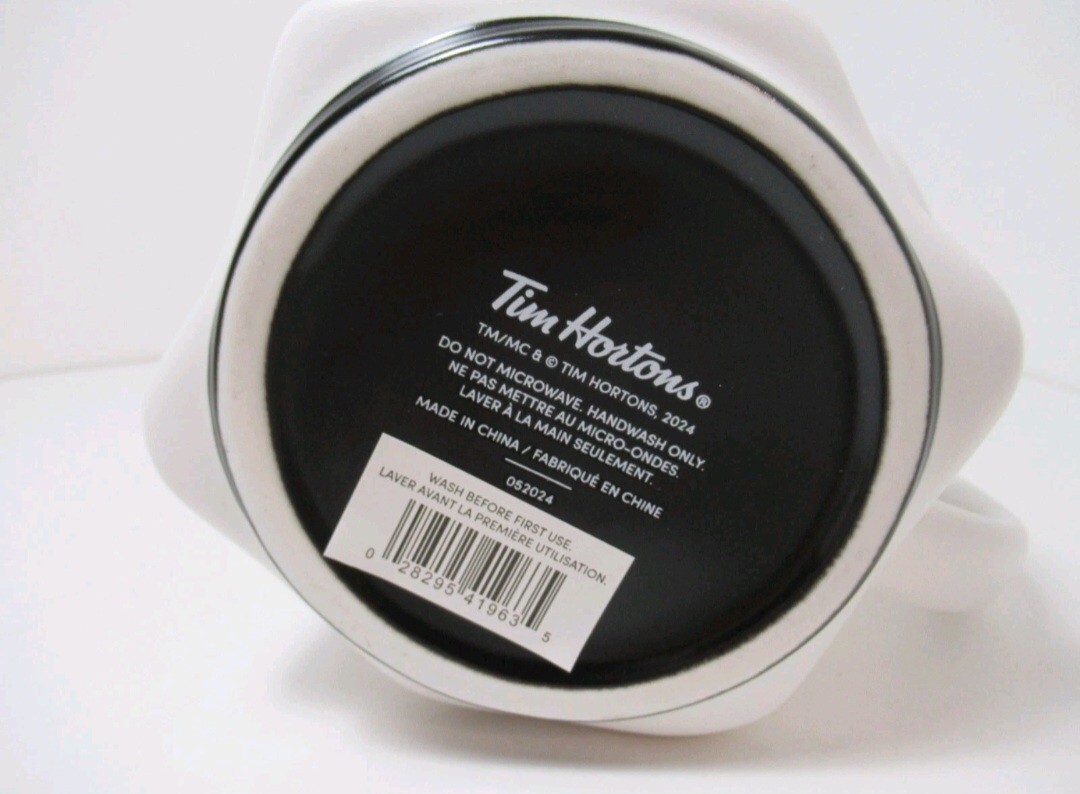 Tim Hortons®
TM/MC & © TIM HORTONS, 2024
DO NOT MICROWAVE. HANDWASH ONLY.
NE PAS METTRE AU MICRO-ONDES.
LAVER À LA MAIN SEULEMENT.
MADE IN CHINA / FABRIQUÉ EN CHINE
052024
WASH BEFORE FIRST USE.
LAVER AVANT LA PREMIÈRE UTILISATION.
0 28295 41963 5